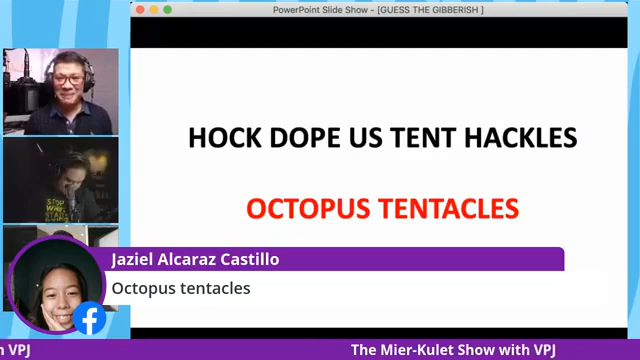 PowerPoint Slide Show - [GUESS THE GIBBERISH ]
HOCK DOPE US TENT HACKLES
OCTOPUS TENTACLES
STOP
Jaziel Alcaraz Castillo
Octopus tentacles
h VPJ
The Mier-Kulet Show with VPJ